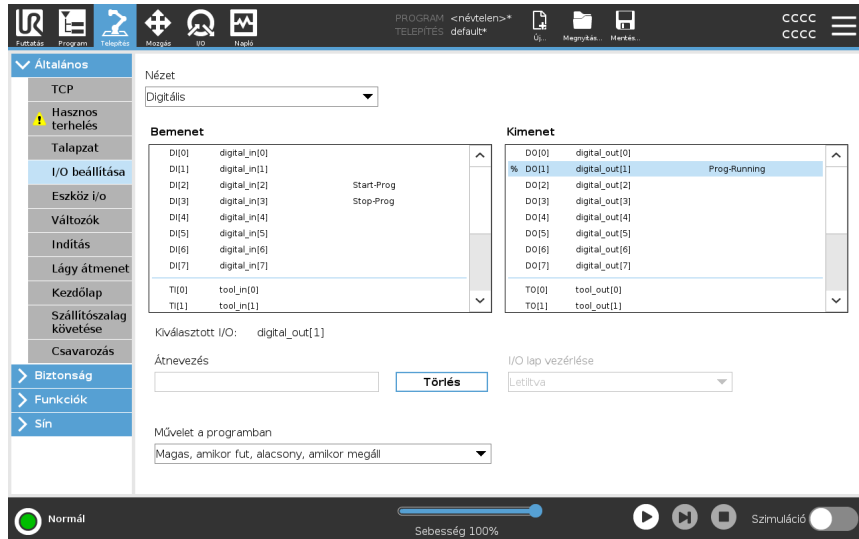 UR
PROGRAM <névtelen>*
TELEPÍTÉS default*
CCCC
CCCC
Futtatás Program Telepítés Mozgás I/O Napló
Új... Megnyitás... Mentés...
Általános
TCP
Hasznos
terhelés
Talapzat
I/O beállítása
Eszköz i/o
Változók
Indítás
Lágy átmenet
Kezdőlap
Szállítószalag
követése
Csavarozás
Biztonság
Funkciók
Sín
Nézet
Digitális
Bemenet
DI[0] digital_in[0]
DI[1] digital_in[1]
DI[2] digital_in[2] Start-Prog
DI[3] digital_in[3] Stop-Prog
DI[4] digital_in[4]
DI[5] digital_in[5]
DI[6] digital_in[6]
DI[7] digital_in[7]
TI[0] tool_in[0]
TI[1] tool_in[1]
Kimenet
DO[0] digital_out[0]
% DO[1] digital_out[1] Prog-Running
DO[2] digital_out[2]
DO[3] digital_out[3]
DO[4] digital_out[4]
DO[5] digital_out[5]
DO[6] digital_out[6]
DO[7] digital_out[7]
TO[0] tool_out[0]
TO[1] tool_out[1]
Kiválasztott I/O: digital_out[1]
Átnevezés
Törlés
I/O lap vezérlése
Letiltva
Művelet a programban
Magas, amikor fut, alacsony, amikor megáll
Normál
Sebesség 100%
Szimuláció